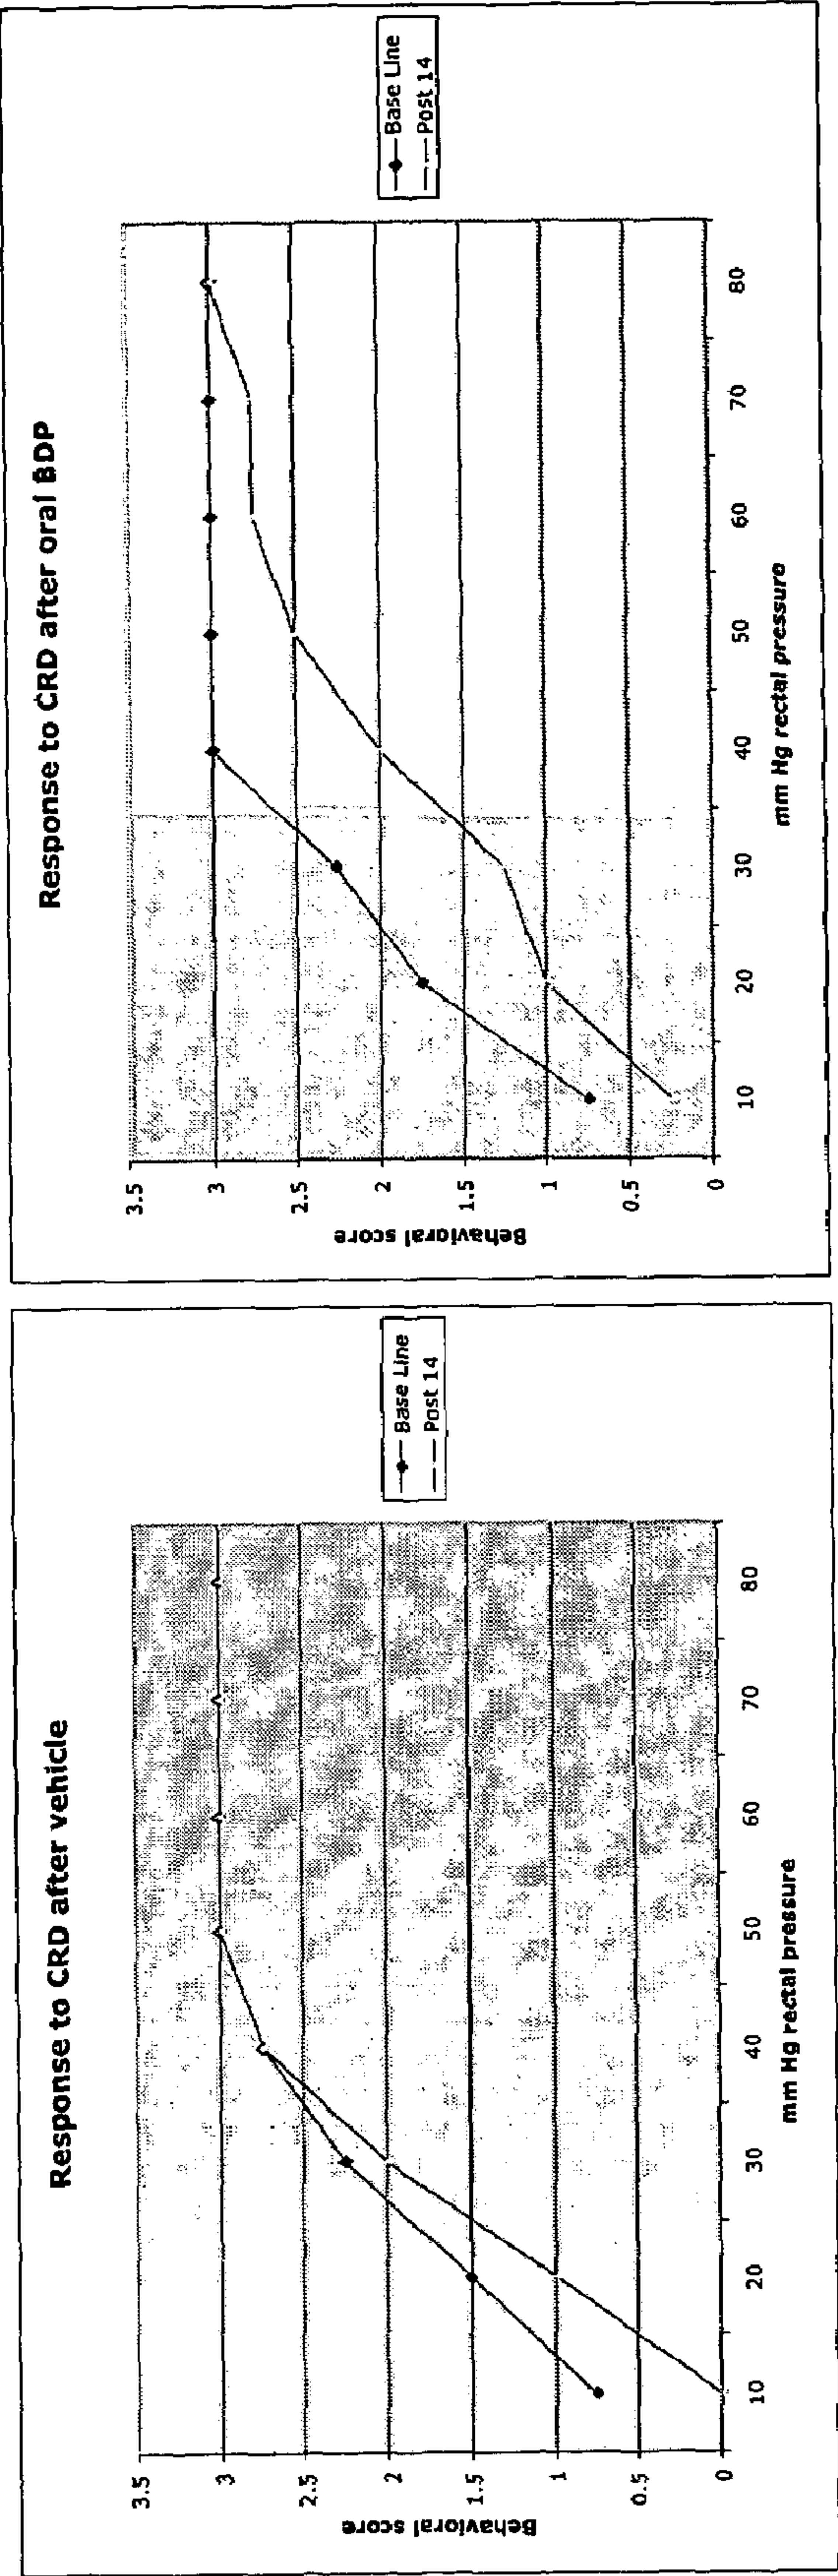 Response to CRD after vehicle
Behavioral score
3.5
3
2.5
2
1.5
1
0.5
0
10 20 30 40 50 60 70 80
mm Hg rectal pressure
Base Line
Post 14
Response to CRD after oral BDP
Behavioral score
3.5
3
2.5
2
1.5
1
0.5
0
10 20 30 40 50 60 70 80
mm Hg rectal pressure
Base Line
Post 14